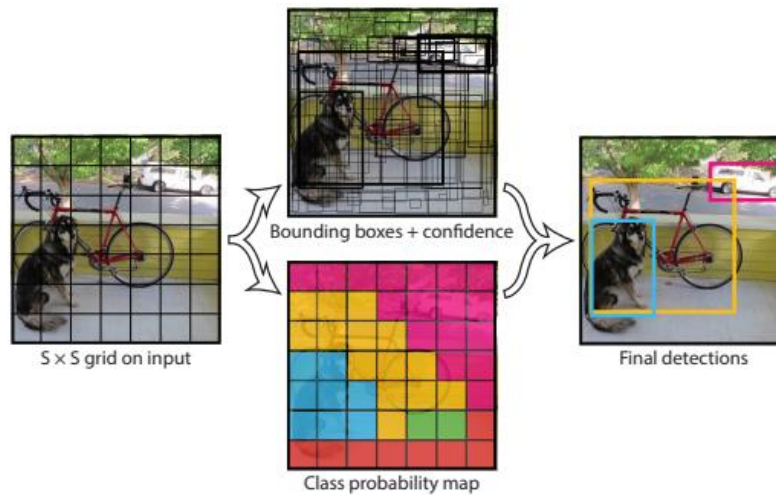 S × S grid on input
Bounding boxes + confidence
Class probability map
Final detections